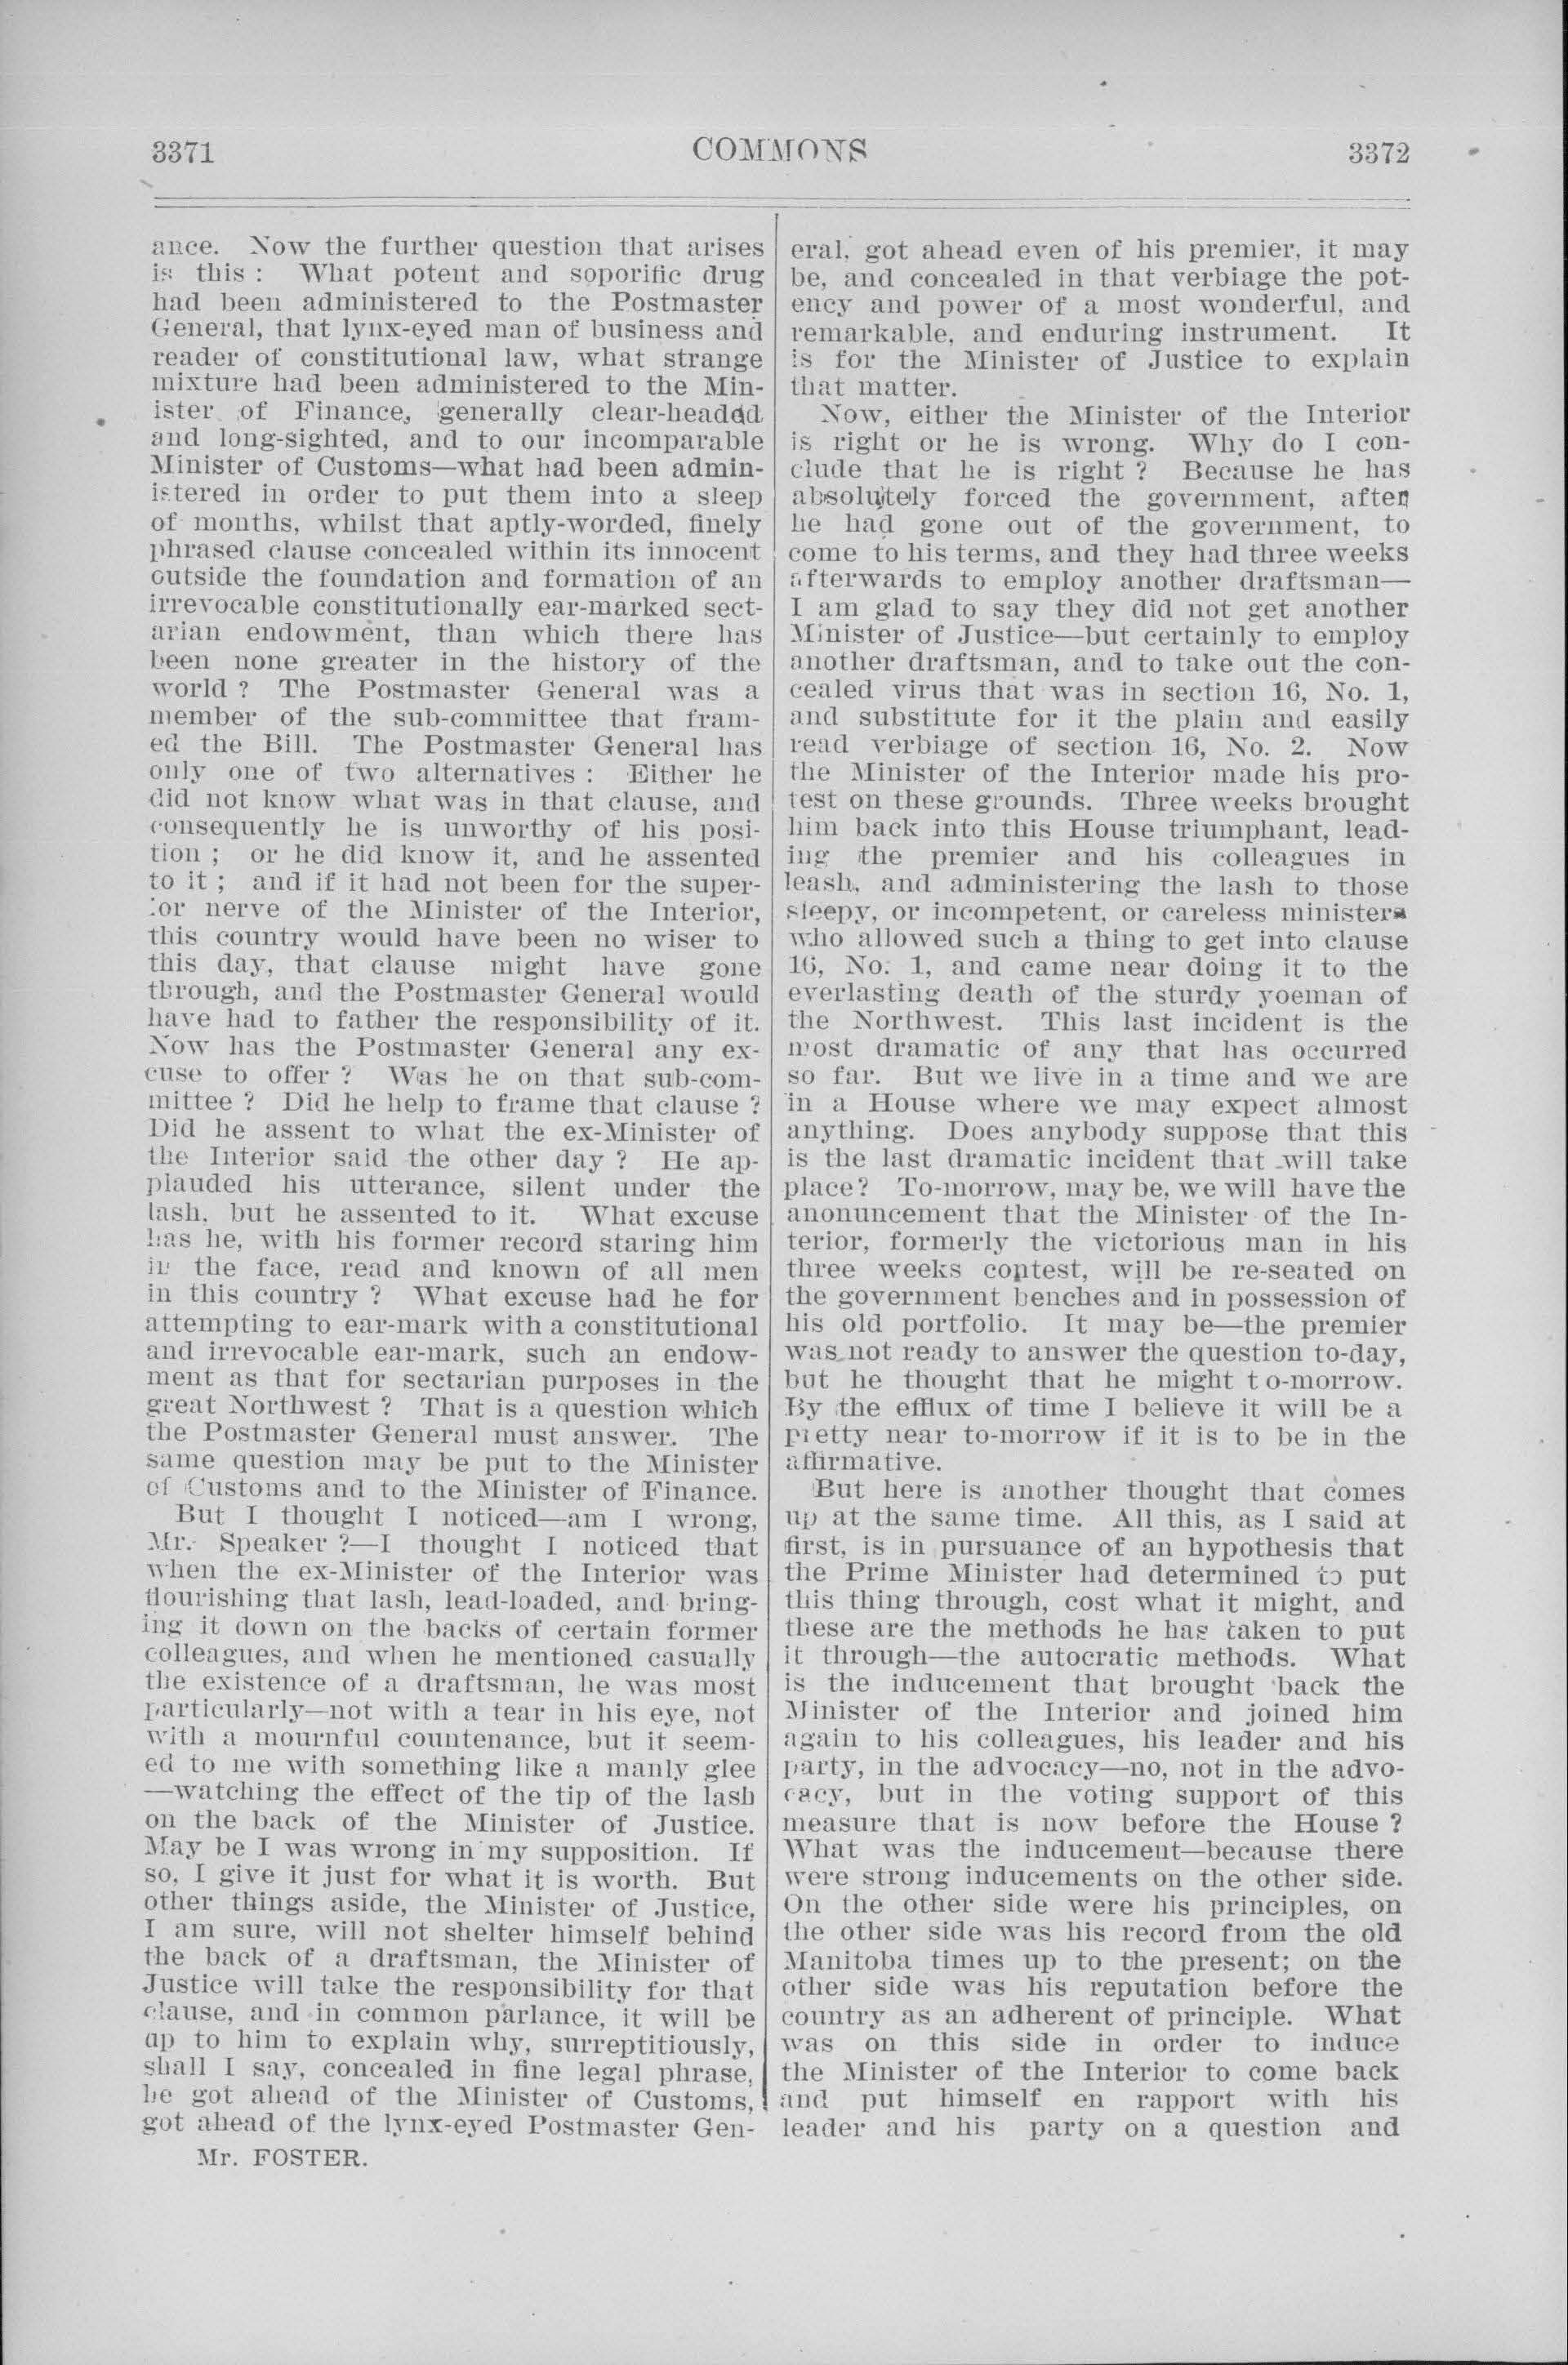 3371
COMMONS
3372
ance. Now the further question that arises
is this : What potent and soporific drug
had been administered to the Postmaster
General, that lynx-eyed man of business and
reader of constitutional law, what strange
mixture had been administered to the Min-
ister of Finance, generally clear-headed
and long-sighted, and to our incomparable
Minister of Customs—what had been admin-
istered in order to put them into a sleep
of months, whilst that aptly-worded, finely
phrased clause concealed within its innocent
outside the foundation and formation of an
irrevocable constitutionally ear-marked sect-
arian endowment, than which there has
been none greater in the history of the
world ? The Postmaster General was a
member of the sub-committee that fram-
ed the Bill. The Postmaster General has
only one of two alternatives : Either he
did not know what was in that clause, and
consequently he is unworthy of his posi-
tion ; or he did know it, and he assented
to it ; and if it had not been for the super-
ior nerve of the Minister of the Interior,
this country would have been no wiser to
this day, that clause might have gone
through, and the Postmaster General would
have had to father the responsibility of it.
Now has the Postmaster General any ex-
cuse to offer ? Was he on that sub-com-
mittee ? Did he help to frame that clause ?
Did he assent to what the ex-Minister of
the Interior said the other day ? He ap-
plauded his utterance, silent under the
lash, but he assented to it. What excuse
has he, with his former record staring him
in the face, read and known of all men
in this country ? What excuse had he for
attempting to ear-mark with a constitutional
and irrevocable ear-mark, such an endow-
ment as that for sectarian purposes in the
great Northwest ? That is a question which
the Postmaster General must answer. The
same question may be put to the Minister
of Customs and to the Minister of Finance.
But I thought I noticed—am I wrong,
Mr. Speaker ?—I thought I noticed that
when the ex-Minister of the Interior was
flourishing that lash, lead-loaded, and bring-
ing it down on the backs of certain former
colleagues, and when he mentioned casually
the existence of a draftsman, he was most
particularly—not with a tear in his eye, not
with a mournful countenance, but it seem-
ed to me with something like a manly glee
—watching the effect of the tip of the lash
on the back of the Minister of Justice.
May be I was wrong in my supposition. If
so, I give it just for what it is worth. But
other things aside, the Minister of Justice,
I am sure, will not shelter himself behind
the back of a draftsman, the Minister of
Justice will take the responsibility for that
clause, and in common parlance, it will be
up to him to explain why, surreptitiously,
shall I say, concealed in fine legal phrase,
he got ahead of the Minister of Customs,
got ahead of the lynx-eyed Postmaster Gen-
Mr. FOSTER.
eral, got ahead even of his premier, it may
be, and concealed in that verbiage the pot-
ency and power of a most wonderful, and
remarkable, and enduring instrument. It
is for the Minister of Justice to explain
that matter.
Now, either the Minister of the Interior
is right or he is wrong. Why do I con-
clude that he is right ? Because he has
absolutely forced the government, after
he had gone out of the government, to
come to his terms, and they had three weeks
afterwards to employ another draftsman—
I am glad to say they did not get another
Minister of Justice—but certainly to employ
another draftsman, and to take out the con-
cealed virus that was in section 16, No. 1,
and substitute for it the plain and easily
read verbiage of section 16, No. 2. Now
the Minister of the Interior made his pro-
test on these grounds. Three weeks brought
him back into this House triumphant, lead-
ing the premier and his colleagues in
leash, and administering the lash to those
sleepy, or incompetent, or careless ministers
who allowed such a thing to get into clause
16, No. 1, and came near doing it to the
everlasting death of the sturdy yoeman of
the Northwest. This last incident is the
most dramatic of any that has occurred
so far. But we live in a time and we are
in a House where we may expect almost
anything. Does anybody suppose that this
is the last dramatic incident that will take
place? To-morrow, may be, we will have the
anonuncement that the Minister of the In-
terior, formerly the victorious man in his
three weeks contest, will be re-seated on
the government benches and in possession of
his old portfolio. It may be—the premier
was not ready to answer the question to-day,
but he thought that he might to-morrow.
By the efflux of time I believe it will be a
pretty near to-morrow if it is to be in the
affirmative.
But here is another thought that comes
up at the same time. All this, as I said at
first, is in pursuance of an hypothesis that
the Prime Minister had determined to put
this thing through, cost what it might, and
these are the methods he has taken to put
it through—the autocratic methods. What
is the inducement that brought back the
Minister of the Interior and joined him
again to his colleagues, his leader and his
party, in the advocacy—no, not in the advo-
cacy, but in the voting support of this
measure that is now before the House ?
What was the inducement—because there
were strong inducements on the other side.
On the other side were his principles, on
the other side was his record from the old
Manitoba times up to the present; on the
other side was his reputation before the
country as an adherent of principle. What
was on this side in order to induce
the Minister of the Interior to come back
and put himself en rapport with his
leader and his party on a question and